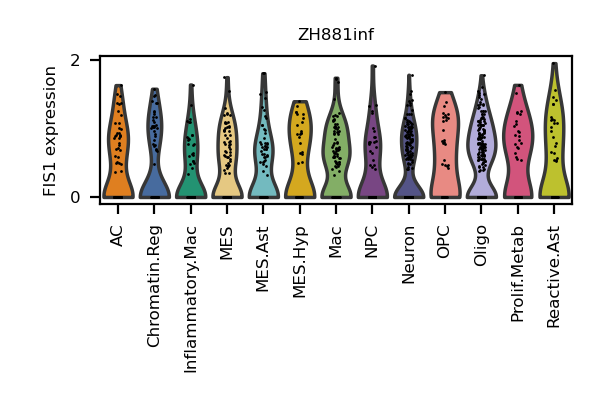 ZH881inf
FIS1 expression
2
0
AC
Chromatin.Reg
Inflammatory.Mac
MES
MES.Ast
MES.Hyp
Mac
NPC
Neuron
OPC
Oligo
Prolif.Metab
Reactive.Ast